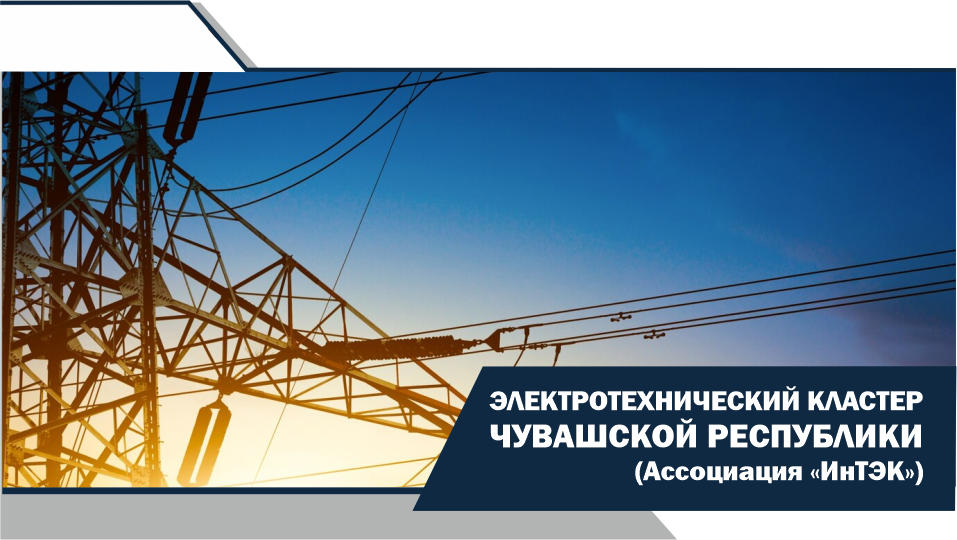 ЭЛЕКТРОТЕХНИЧЕСКИЙ КЛАСТЕР
ЧУВАШСКОЙ РЕСПУБЛИКИ
(Ассоциация «ИнТЭК»)